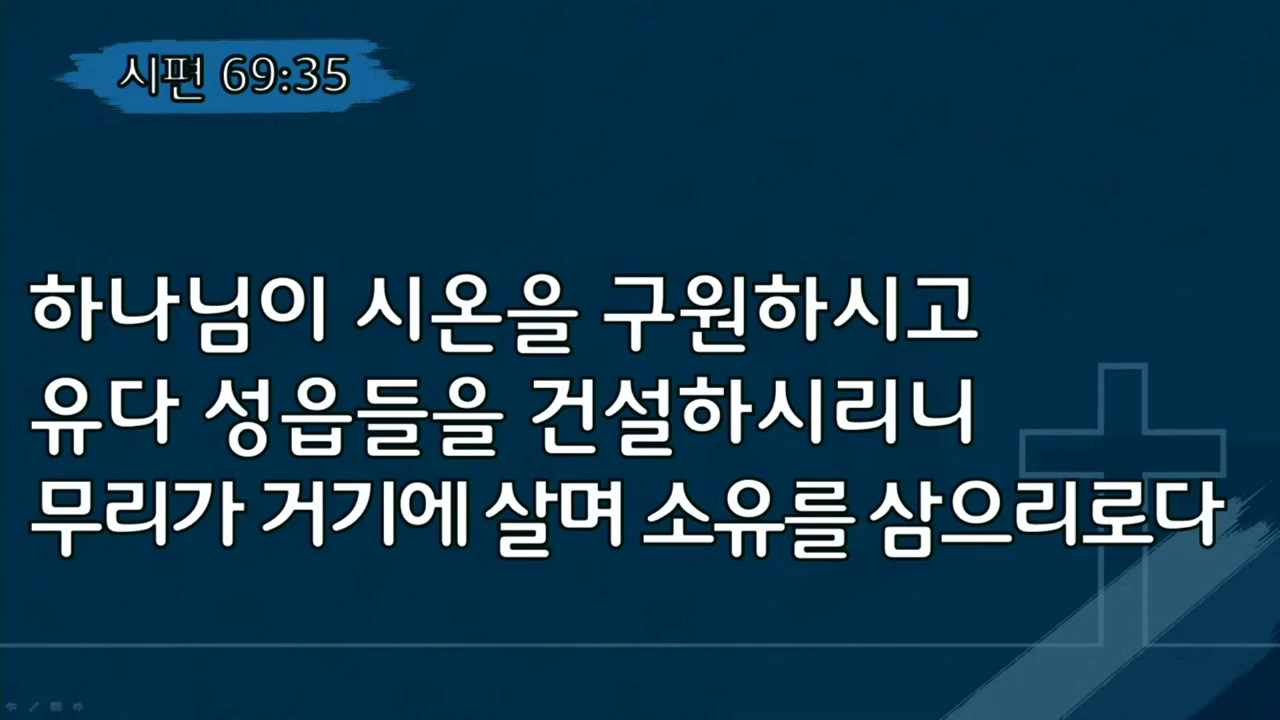 시편 69:35
하나님이 시온을 구원하시고
유다 성읍들을 건설하시리니
무리가 거기에 살며 소유를 삼으리로다